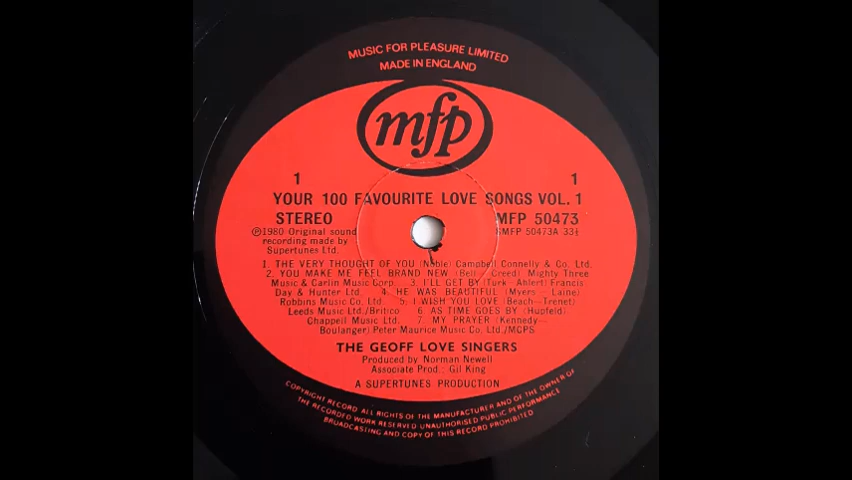 MUSIC FOR PLEASURE LIMITED
MADE IN ENGLAND
mfp
1 1
YOUR 100 FAVOURITE LOVE SONGS VOL. 1
STEREO MFP 50473
℗1980 Original sound SMFP 50473A 33⅓
recording made by
Supertunes Ltd.
1. THE VERY THOUGHT OF YOU (Noble) Campbell Connelly & Co. Ltd.
2. YOU MAKE ME FEEL BRAND NEW (Bell - Creed) Mighty Three
Music & Carlin Music Corp. 3. I'LL GET BY (Turk-Ahlert) Francis
Day & Hunter Ltd. 4. HE WAS BEAUTIFUL (Myers - Laine)
Robbins Music Co. Ltd. 5. I WISH YOU LOVE (Beach-Trenet)
Leeds Music Ltd./Britico 6 AS TIME GOES BY (Hupfeld)
Chappell Music Ltd. 7. MY PRAYER (Kennedy-
Boulanger) Peter Maurice Music Co. Ltd./MCPS
THE GEOFF LOVE SINGERS
Produced by Norman Newell
Associate Prod.: Gil King
A SUPERTUNES PRODUCTION
COPYRIGHT RECORD ALL RIGHTS OF THE MANUFACTURER AND OF THE OWNER OF
THE RECORDED WORK RESERVED UNAUTHORISED PUBLIC PERFORMANCE
BROADCASTING AND COPY OF THIS RECORD PROHIBITED